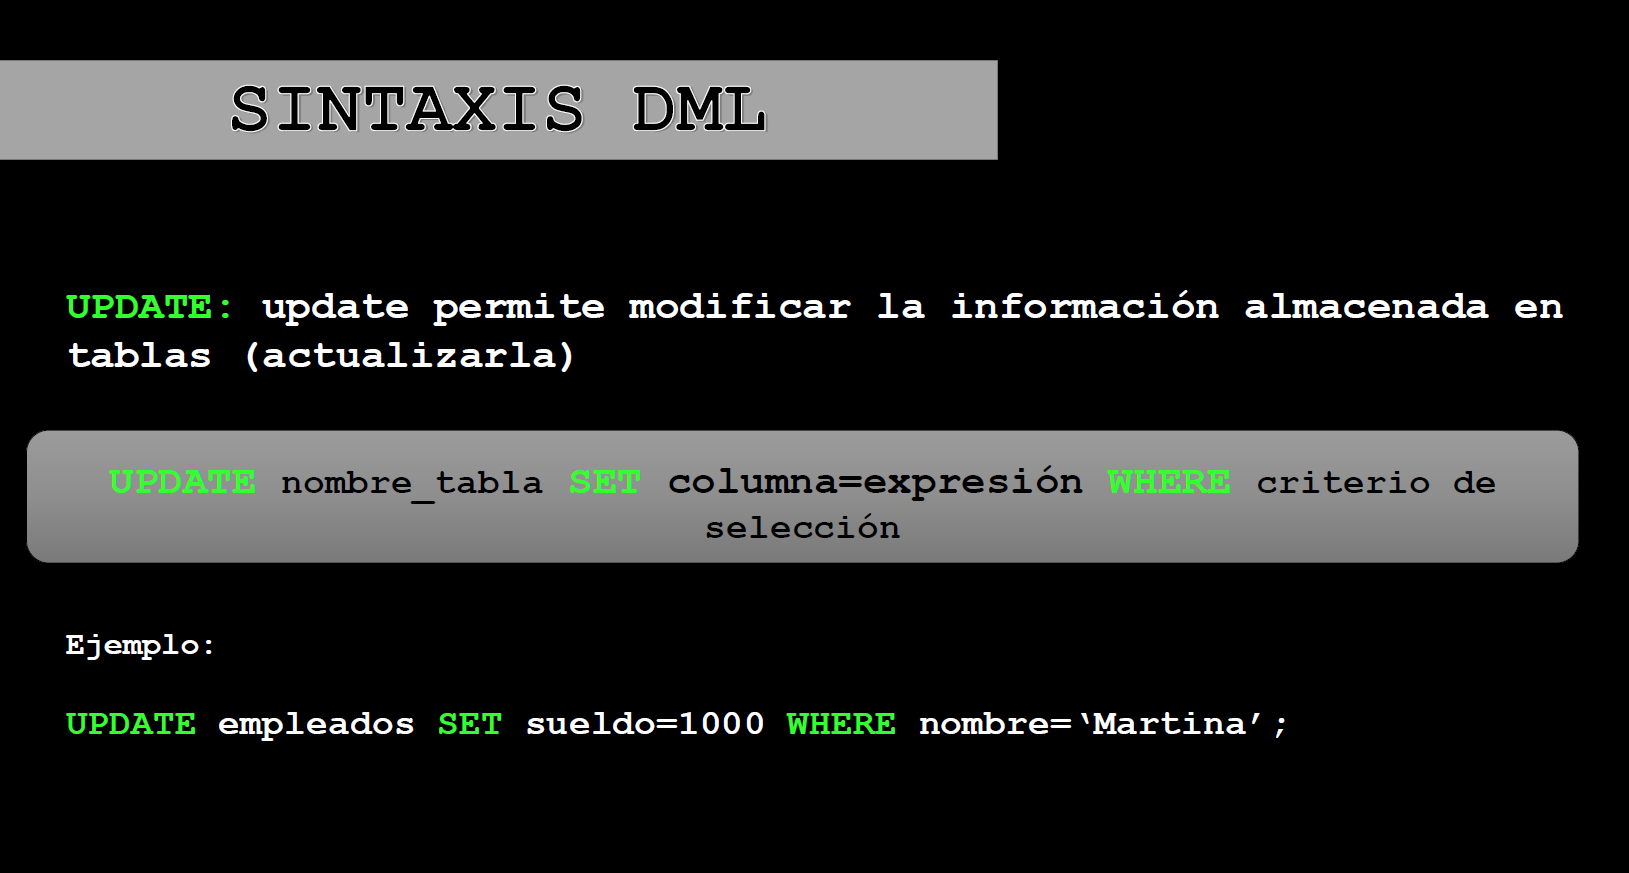 SINTAXIS DML
UPDATE: update permite modificar la información almacenada en
tablas (actualizarla)
UPDATE nombre_tabla SET columna=expresión WHERE criterio de
selección
Ejemplo:
UPDATE empleados SET sueldo=1000 WHERE nombre=‘Martina’;